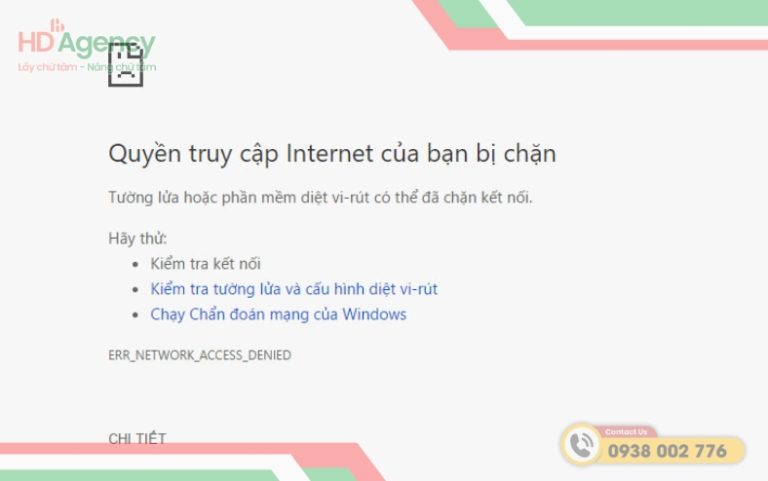 HD Agency
Lấy chữ tâm - Nâng chữ tâm
Quyền truy cập Internet của bạn bị chặn
Tường lửa hoặc phần mềm diệt vi-rút có thể đã chặn kết nối.
Hãy thử:
Kiểm tra kết nối
Kiểm tra tường lửa và cấu hình diệt vi-rút
Chạy Chẩn đoán mạng của Windows
ERR_NETWORK_ACCESS_DENIED
CHI TIẾT
Contact Us
0938 002 776